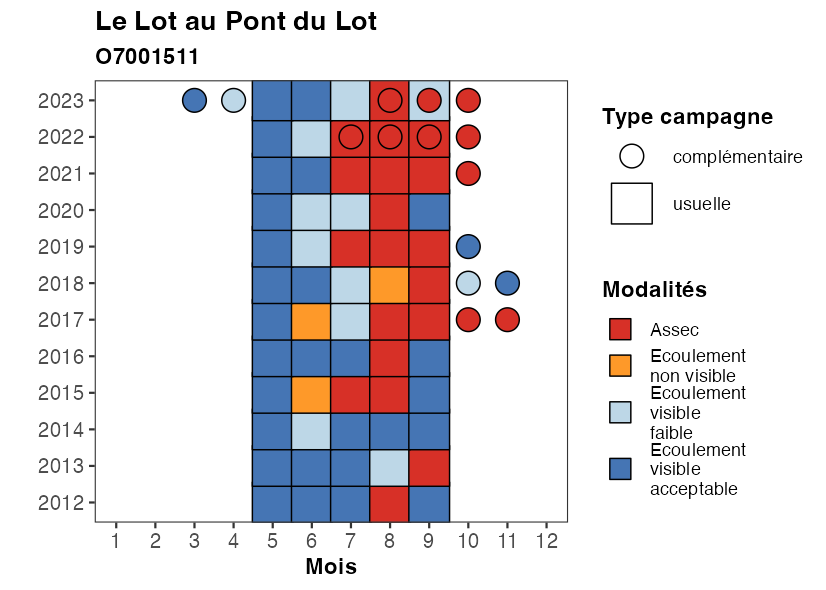 Le Lot au Pont du Lot
O7001511
2023
2022
2021
2020
2019
2018
2017
2016
2015
2014
2013
2012
1 2 3 4 5 6 7 8 9 10 11 12
Mois
Type campagne
complémentaire
usuelle
Modalités
Assec
Ecoulement
non visible
Ecoulement
visible
faible
Ecoulement
visible
acceptable